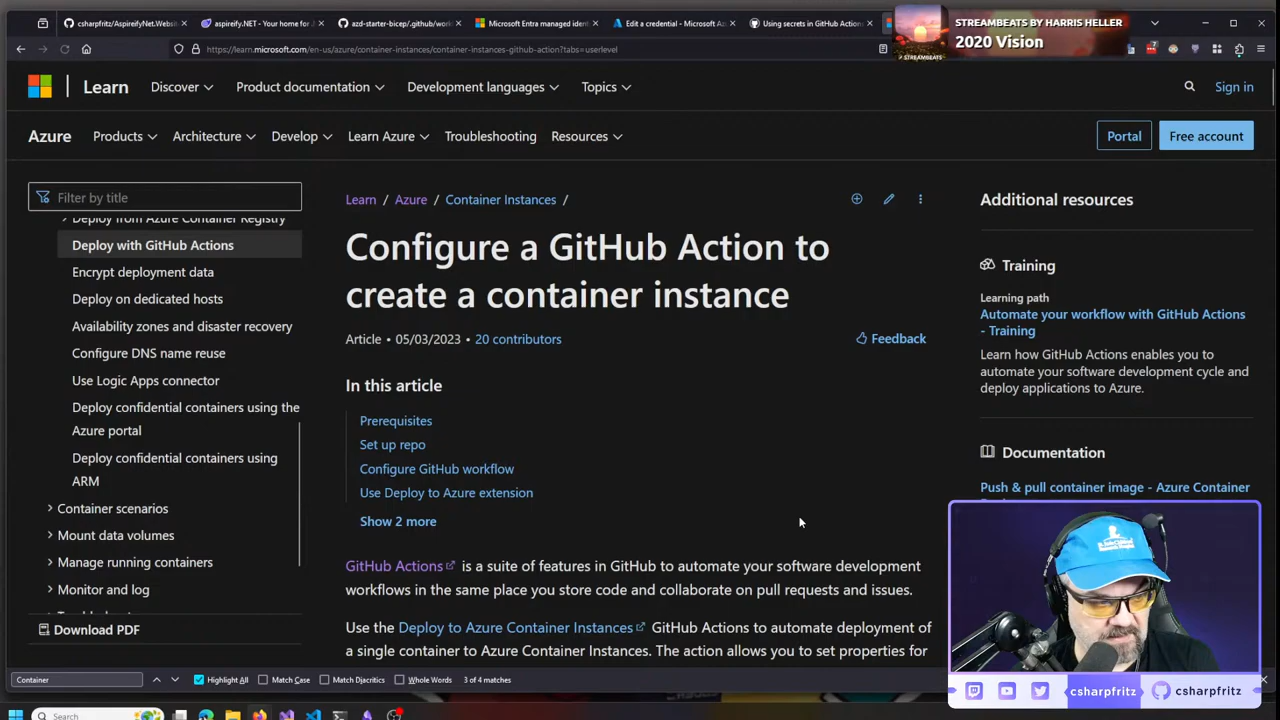 csharpfritz/AspireifyNet.Websit
aspireify.NET - Your home for
azd-starter-bicep/.github/work
Microsoft Entra managed ident
Edit a credential - Microsoft Az
Using secrets in GitHub Actions
STREAMBEATS BY HARRIS HELLER
2020 Vision
STREAMBEATS
https://learn.microsoft.com/en-us/azure/container-instances/container-instances-github-action?tabs=userlevel
Learn
Discover
Product documentation
Development languages
Topics
Sign in
Azure
Products
Architecture
Develop
Learn Azure
Troubleshooting
Resources
Portal
Free account
Filter by title
Deploy from Azure Container Registry
Deploy with GitHub Actions
Encrypt deployment data
Deploy on dedicated hosts
Availability zones and disaster recovery
Configure DNS name reuse
Use Logic Apps connector
Deploy confidential containers using the
Azure portal
Deploy confidential containers using
ARM
Container scenarios
Mount data volumes
Manage running containers
Monitor and log
Download PDF
Learn / Azure / Container Instances /
Configure a GitHub Action to
create a container instance
Article • 05/03/2023 • 20 contributors
Feedback
In this article
Prerequisites
Set up repo
Configure GitHub workflow
Use Deploy to Azure extension
Show 2 more
GitHub Actions is a suite of features in GitHub to automate your software development
workflows in the same place you store code and collaborate on pull requests and issues.
Use the Deploy to Azure Container Instances GitHub Actions to automate deployment of
a single container to Azure Container Instances. The action allows you to set properties for
Additional resources
Training
Learning path
Automate your workflow with GitHub Actions
- Training
Learn how GitHub Actions enables you to
automate your software development cycle and
deploy applications to Azure.
Documentation
Push & pull container image - Azure Container
csharpfritz
csharpfritz
Container
Highlight All
Match Case
Match Diacritics
Whole Words
3 of 4 matches
Search